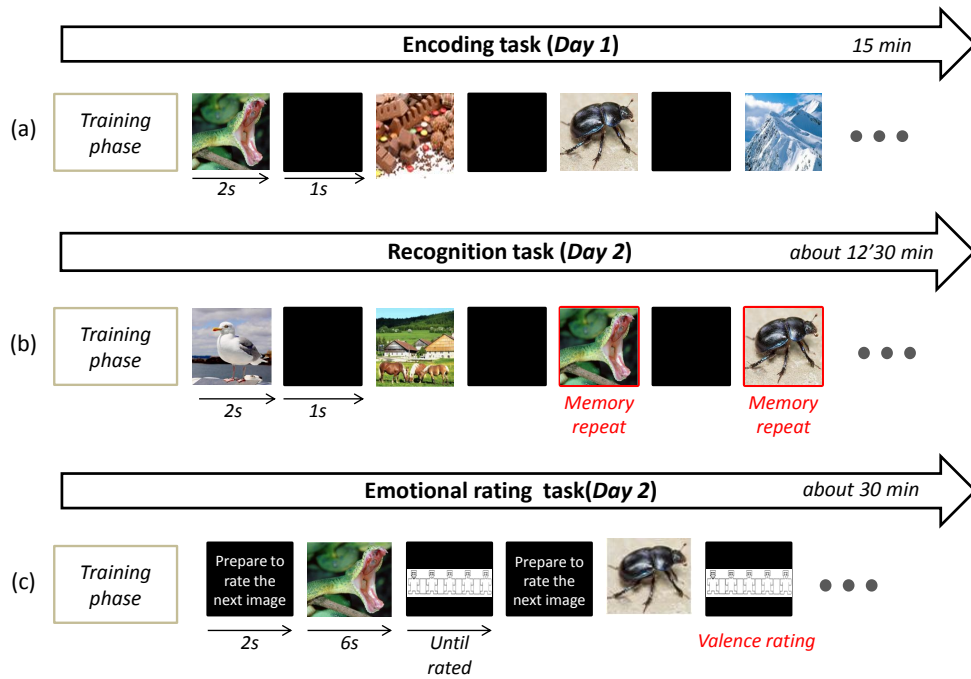 Encoding task (Day 1)
15 min
(a)
Training
phase
2s
1s
Recognition task (Day 2)
about 12’30 min
(b)
Training
phase
2s
1s
Memory
repeat
Memory
repeat
Emotional rating task(Day 2)
about 30 min
(c)
Training
phase
Prepare to
rate the
next image
Prepare to
rate the
next image
2s
6s
Until
rated
Valence rating